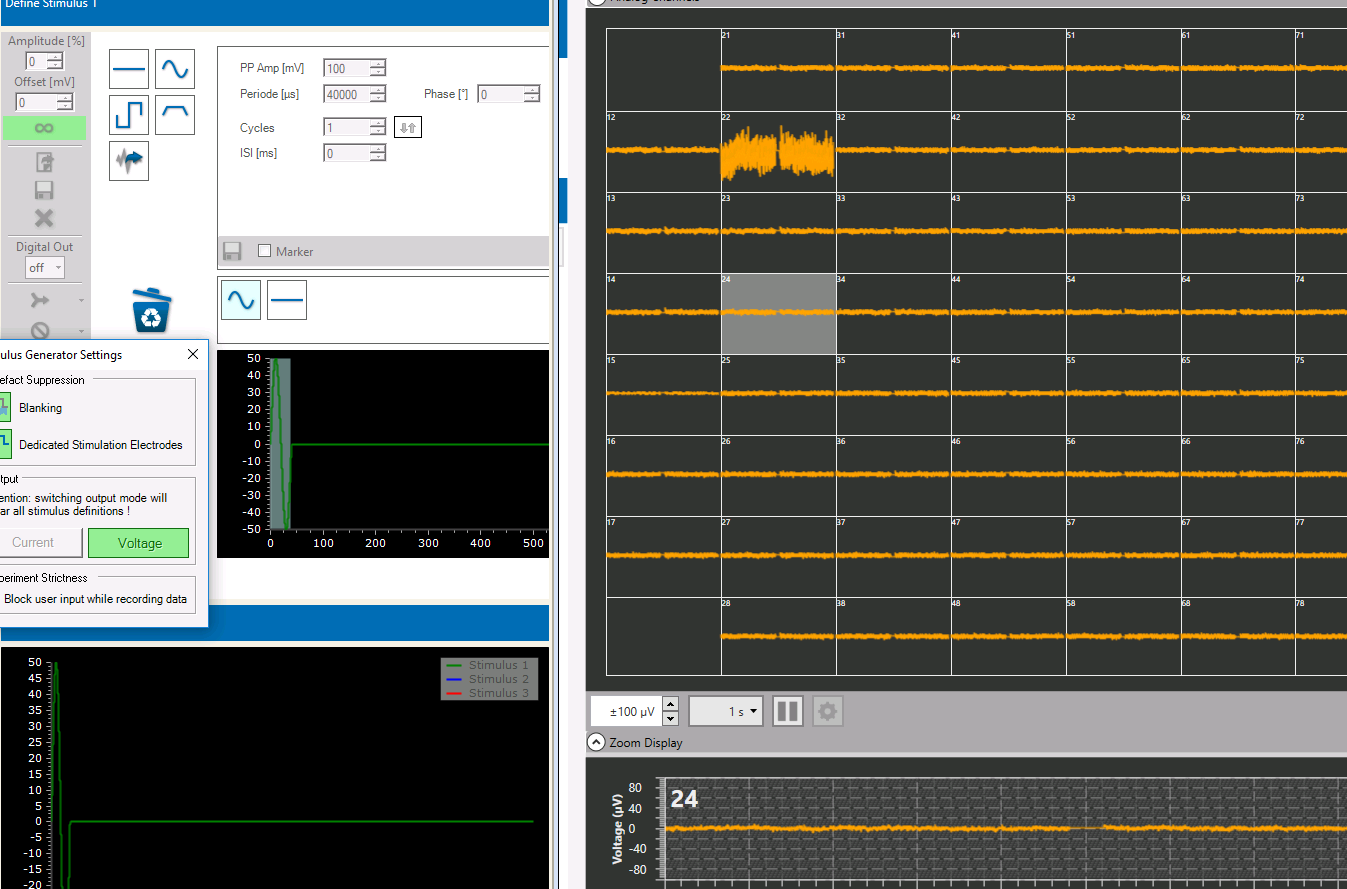 Define Stimulus 1
Amplitude [%]
0
Offset [mV]
0
∞
Digital Out
off
PP Amp [mV]
100
Periode [µs]
40000
Phase [°]
0
Cycles
1
ISI [ms]
0
Marker
50
40
30
20
10
0
-10
-20
-30
-40
-50
0
100
200
300
400
500
ulus Generator Settings
efact Suppression
Blanking
Dedicated Stimulation Electrodes
tput
ention: switching output mode will
ar all stimulus definitions !
Current
Voltage
periment Strictness
Block user input while recording data
50
45
40
35
30
25
20
15
10
5
0
-5
-10
-15
-20
Stimulus 1
Stimulus 2
Stimulus 3
21 31 41 51 61 71
12 22 32 42 52 62 72
13 23 33 43 53 63 73
14 24 34 44 54 64 74
15 25 35 45 55 65 75
16 26 36 46 56 66 76
17 27 37 47 57 67 77
28 38 48 58 68 78
±100 µV
1 s
Zoom Display
24
Voltage (µV)
80
40
0
-40
-80